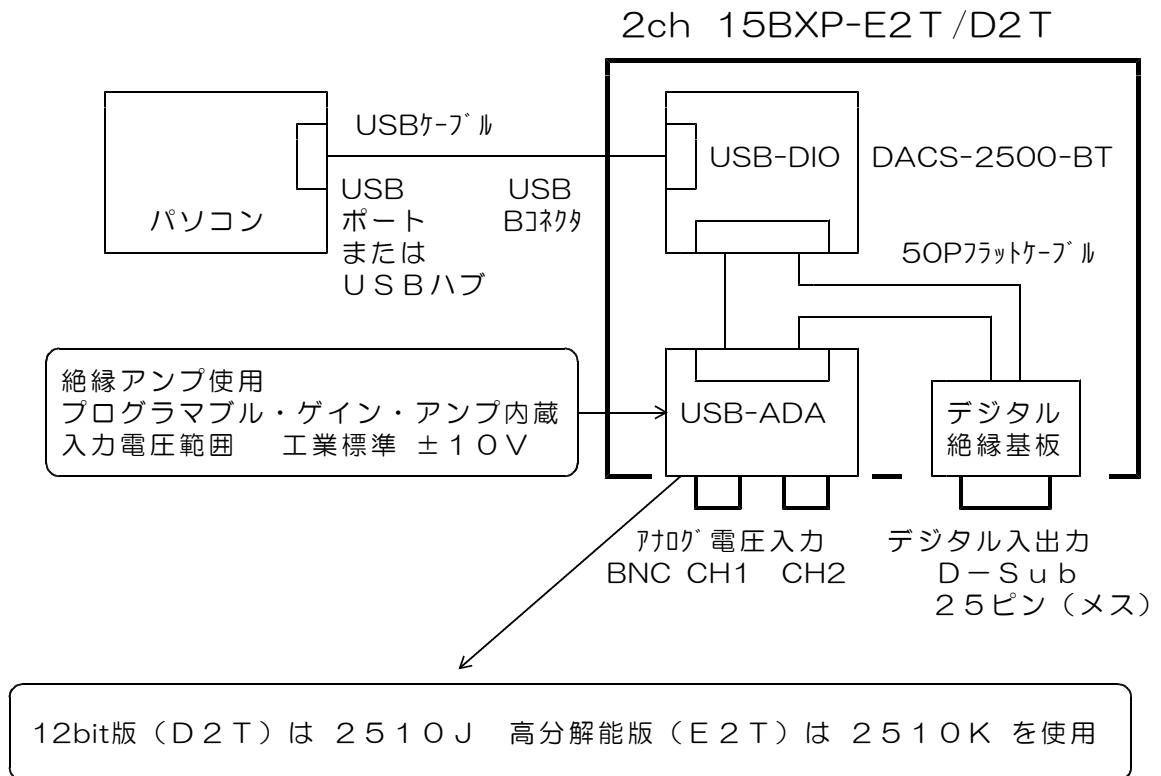 2ch 15BXP-E2T/D2T
USBｹｰﾌﾞﾙ
USB-DIO
DACS-2500-BT
パソコン
USB
ポート
または
ＵＳＢハブ
USB
Bｺﾈｸﾀ
50Pﾌﾗｯﾄｹｰﾌﾞﾙ
絶縁アンプ使用
プログラマブル・ゲイン・アンプ内蔵
入力電圧範囲　工業標準 ±１０Ｖ
USB-ADA
デジタル
絶縁基板
ｱﾅﾛｸﾞ電圧入力
BNC CH1 CH2
デジタル入出力
Ｄ－Ｓｕｂ
２５ピン（メス）
12bit版（Ｄ２Ｔ）は ２５１０Ｊ　高分解能版（Ｅ２Ｔ）は ２５１０Ｋ を使用